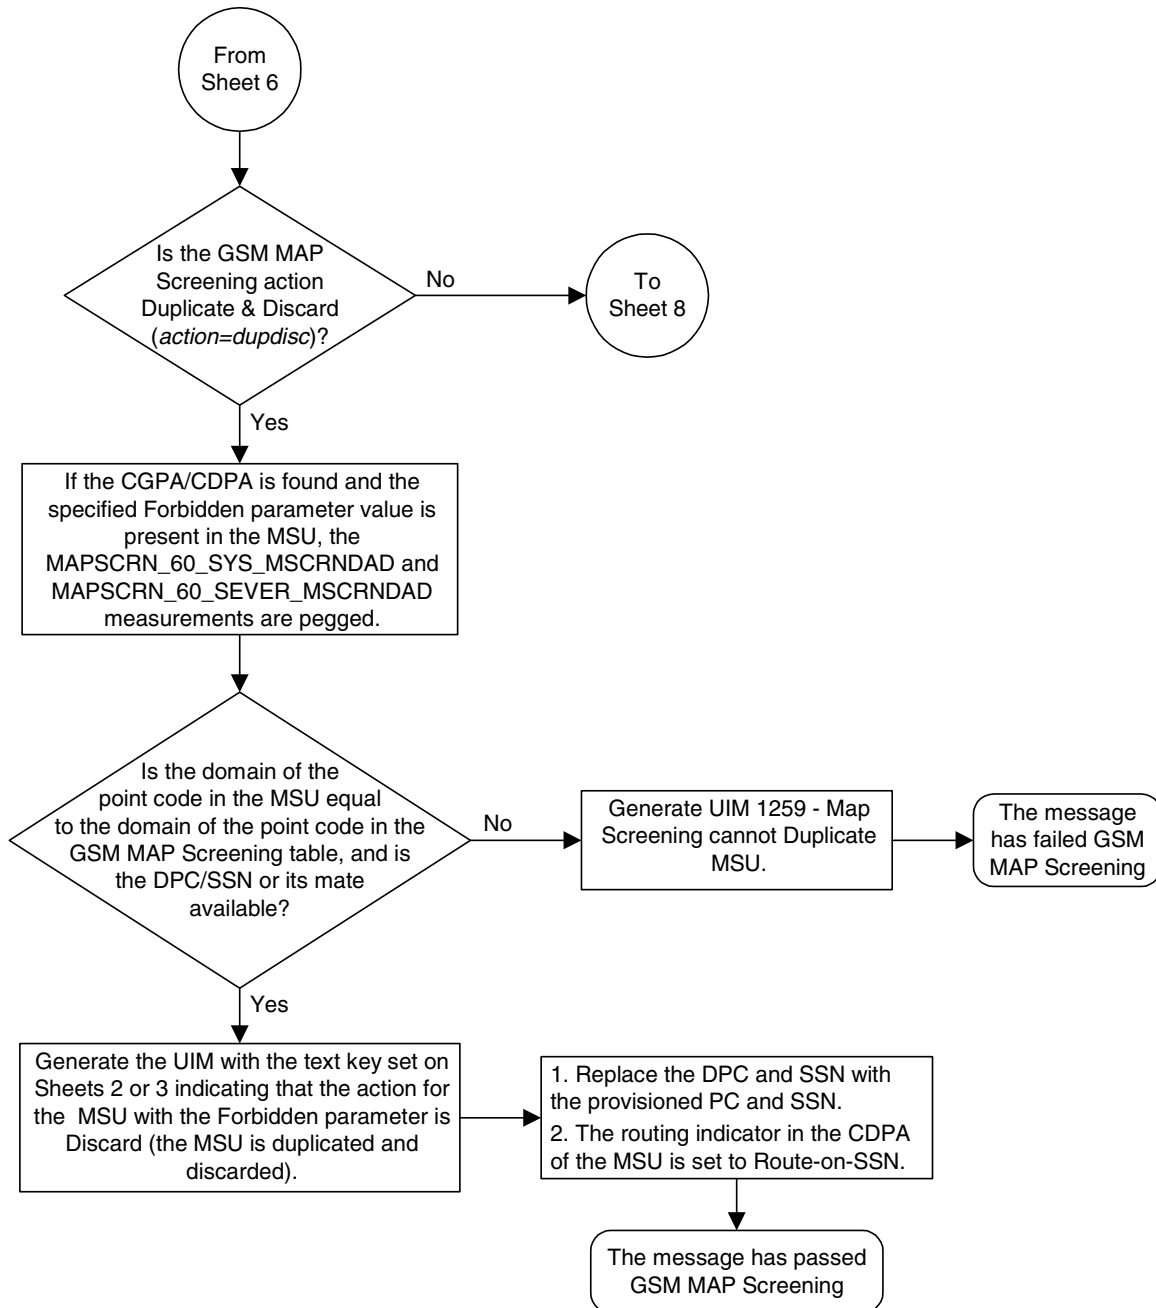 From
Sheet 6
Is the GSM MAP
Screening action
Duplicate & Discard
(action=dupdisc)?
No
To
Sheet 8
Yes
If the CGPA/CDPA is found and the
specified Forbidden parameter value is
present in the MSU, the
MAPSCRN_60_SYS_MSCRNDAD and
MAPSCRN_60_SEVER_MSCRNDAD
measurements are pegged.
Is the domain of the
point code in the MSU equal
to the domain of the point code in the
GSM MAP Screening table, and is
the DPC/SSN or its mate
available?
No
Generate UIM 1259 - Map
Screening cannot Duplicate
MSU.
The message
has failed GSM
MAP Screening
Yes
Generate the UIM with the text key set on
Sheets 2 or 3 indicating that the action for
the MSU with the Forbidden parameter is
Discard (the MSU is duplicated and
discarded).
1. Replace the DPC and SSN with
the provisioned PC and SSN.
2. The routing indicator in the CDPA
of the MSU is set to Route-on-SSN.
The message has passed
GSM MAP Screening